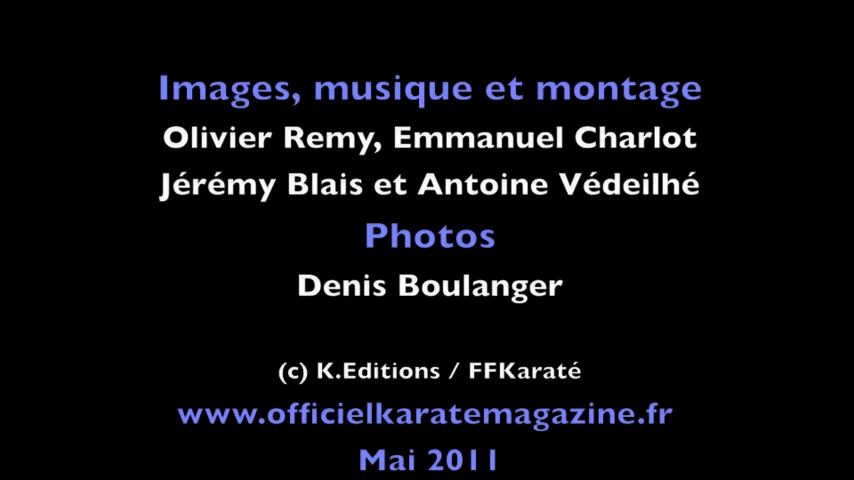 Images, musique et montage
Olivier Remy, Emmanuel Charlot
Jérémy Blais et Antoine Védeilhé
Photos
Denis Boulanger
(c) K.Editions / FFKaraté
www.officielkaratemagazine.fr
Mai 2011